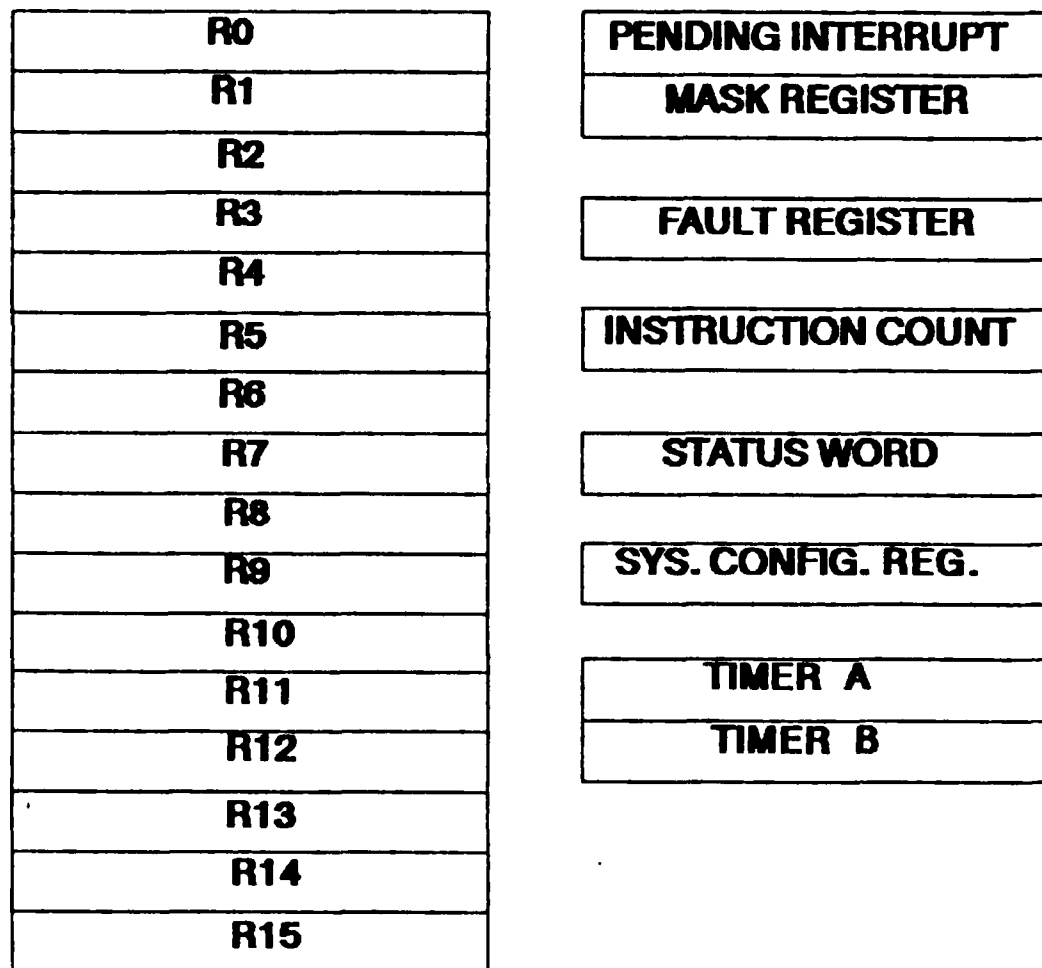 R0
R1
R2
R3
R4
R5
R6
R7
R8
R9
R10
R11
R12
R13
R14
R15
PENDING INTERRUPT
MASK REGISTER
FAULT REGISTER
INSTRUCTION COUNT
STATUS WORD
SYS. CONFIG. REG.
TIMER A
TIMER B